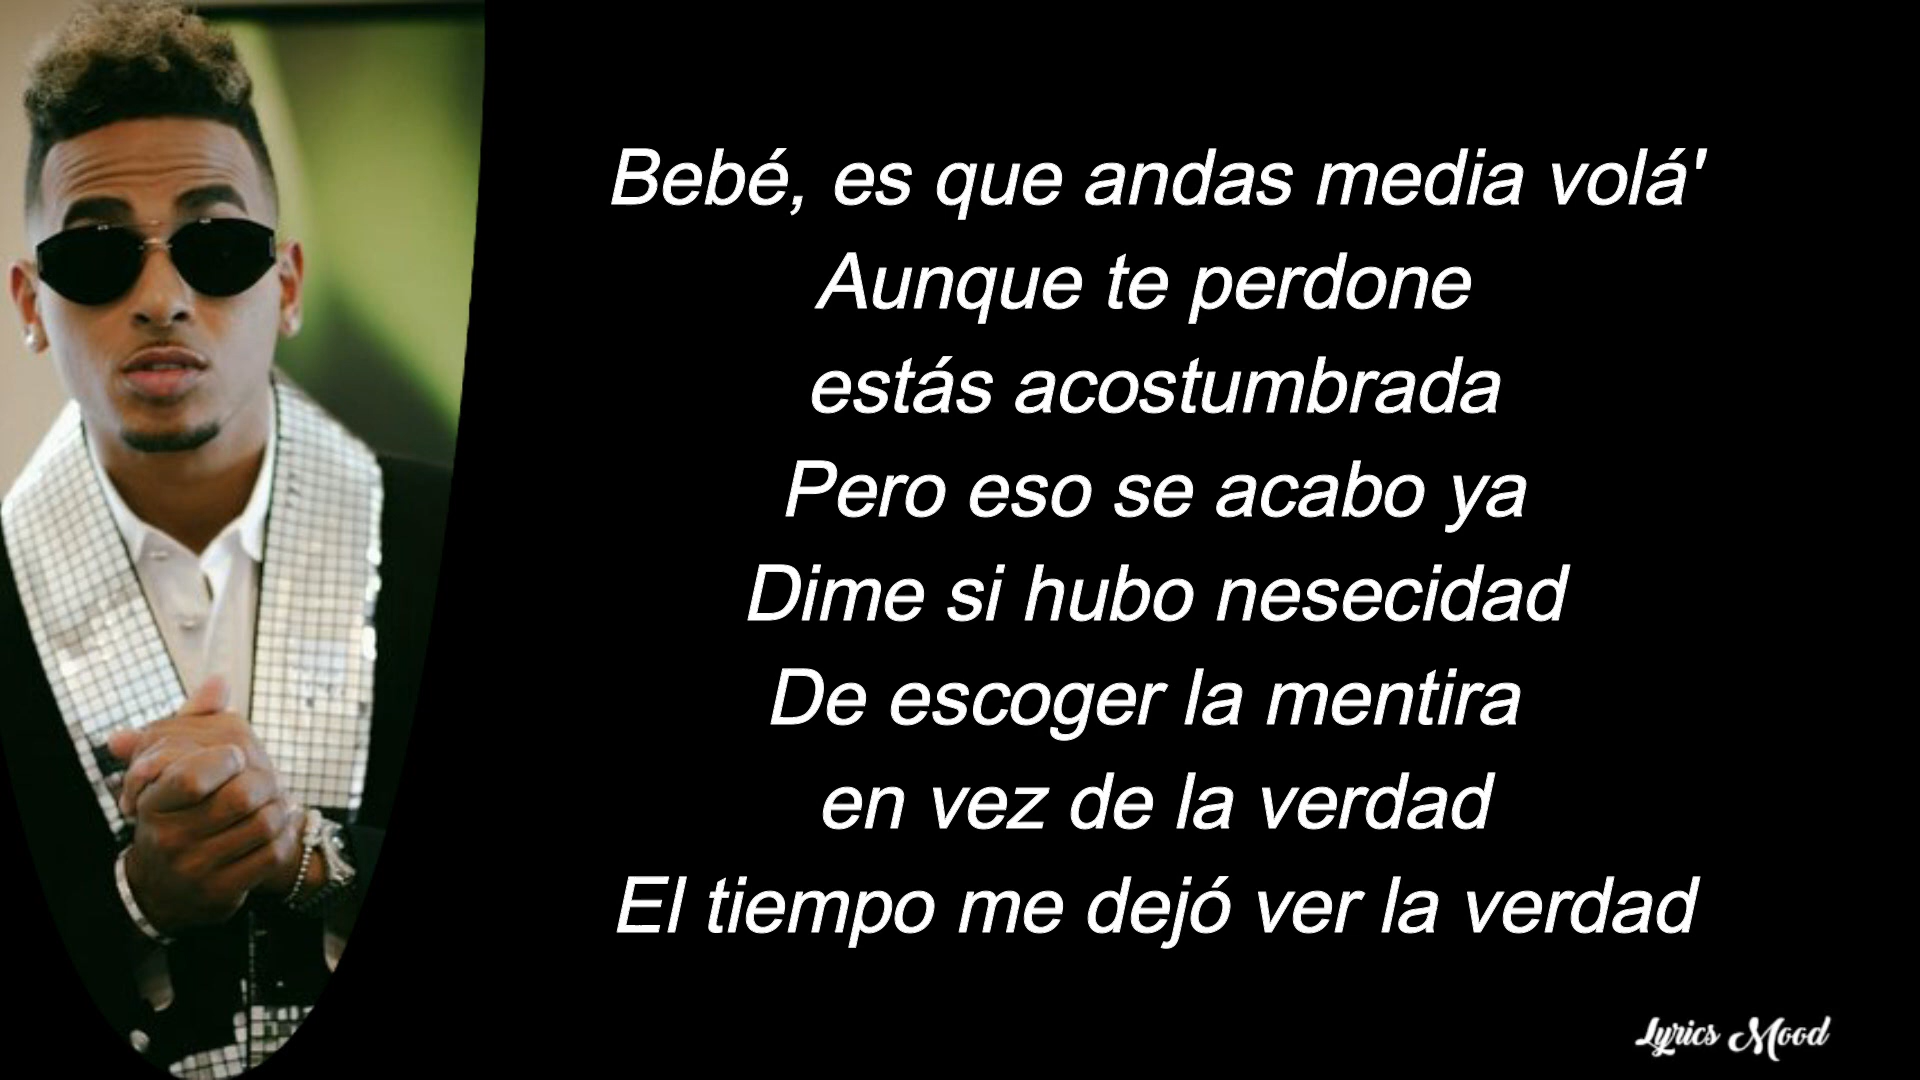 Bebé, es que andas media volá'
Aunque te perdone
estás acostumbrada
Pero eso se acabo ya
Dime si hubo nesecidad
De escoger la mentira
en vez de la verdad
El tiempo me dejó ver la verdad
Lyrics Mood